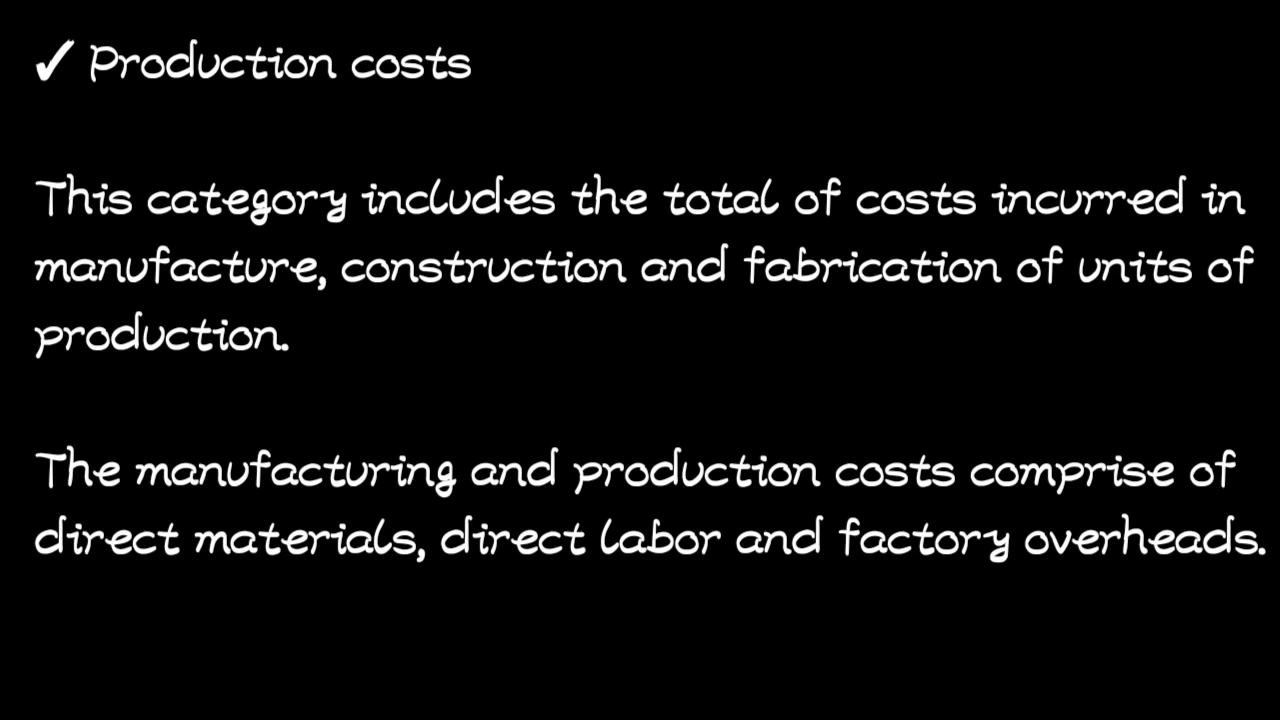 ✓ Production costs
This category includes the total of costs incurred in
manufacture, construction and fabrication of units of
production.
The manufacturing and production costs comprise of
direct materials, direct labor and factory overheads.